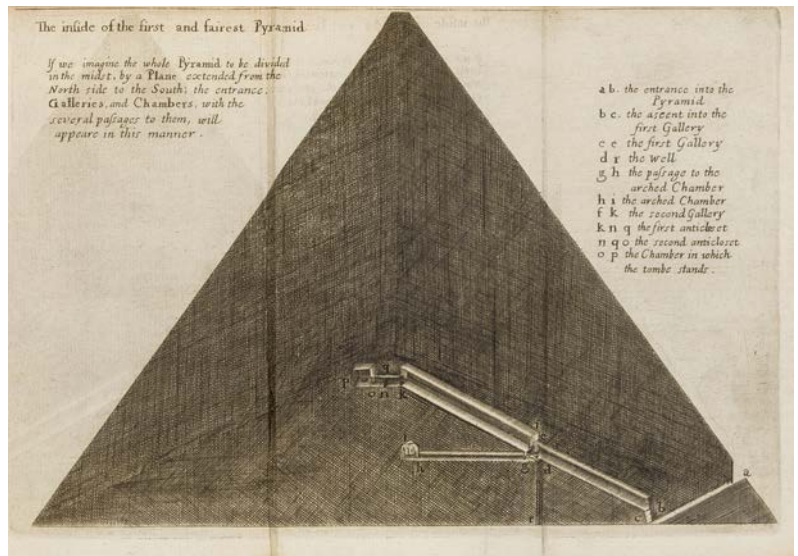 The inside of the first and fairest Pyramid
If we imagine the whole Pyramid to be divided
in the midst, by a Plane extended from the
North side to the South; the entrance,
Galleries, and Chambers, with the
several passages to them, will
appeare in this manner.
a b. the entrance into the
Pyramid
b c. the ascent into the
first Gallery
c e the first Gallery
d r the well
g h the passage to the
arched Chamber
h i the arched Chamber
f k the second Gallery
k n q the first anticloset
n q o the second anticloset
o p the Chamber in which
the tombe stands.
q
p o n k
f
e
i
h g d
a
b
r c